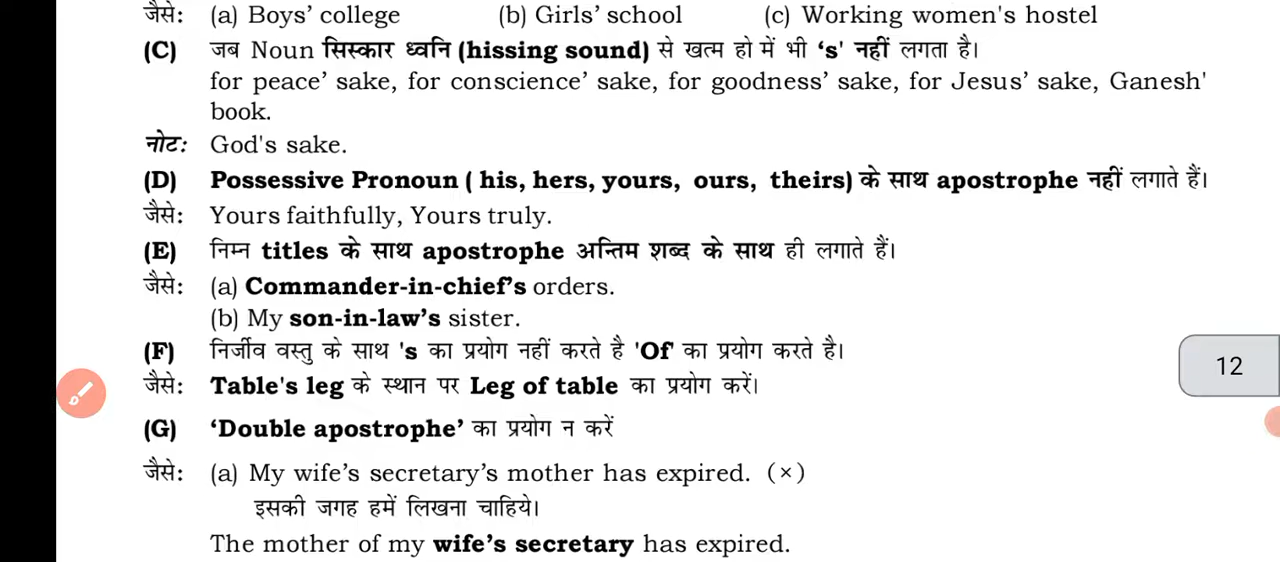 जैसे: (a) Boys’ college (b) Girls’ school (c) Working women's hostel
(C) जब Noun सिस्कार ध्वनि (hissing sound) से खत्म हो में भी ‘s' नहीं लगता है।
for peace’ sake, for conscience’ sake, for goodness’ sake, for Jesus’ sake, Ganesh'
book.
नोट: God's sake.
(D) Possessive Pronoun ( his, hers, yours, ours, theirs) के साथ apostrophe नहीं लगाते हैं।
जैसे: Yours faithfully, Yours truly.
(E) निम्न titles के साथ apostrophe अन्तिम शब्द के साथ ही लगाते हैं।
जैसे: (a) Commander-in-chief’s orders.
(b) My son-in-law’s sister.
(F) निर्जीव वस्तु के साथ 's का प्रयोग नहीं करते है 'Of' का प्रयोग करते है।
जैसे: Table's leg के स्थान पर Leg of table का प्रयोग करें।
12
(G) ‘Double apostrophe’ का प्रयोग न करें
जैसे: (a) My wife’s secretary’s mother has expired. (×)
इसकी जगह हमें लिखना चाहिये।
The mother of my wife’s secretary has expired.